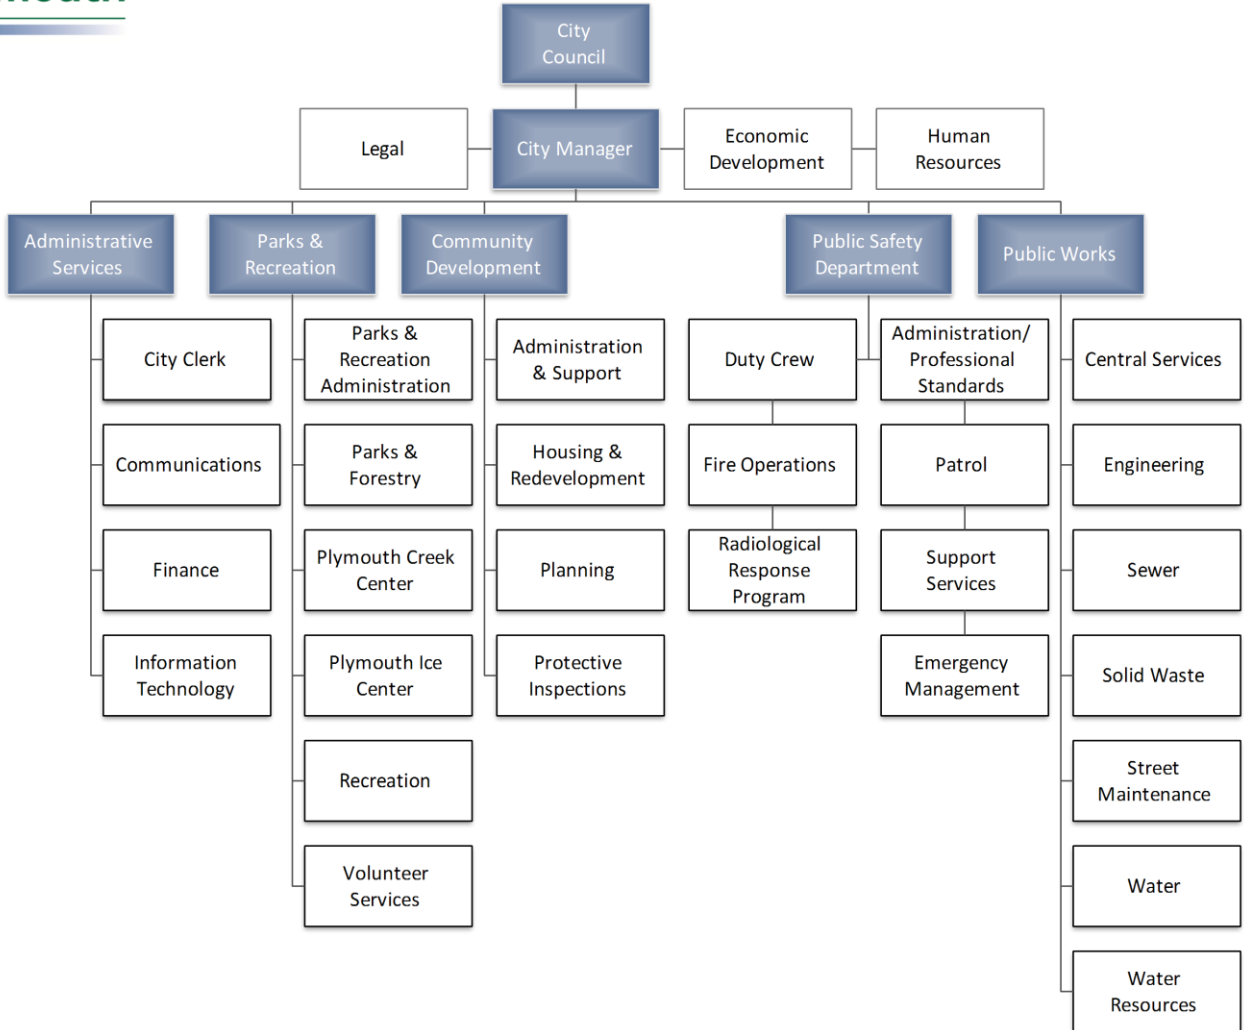 City
Council
Legal
City Manager
Economic
Development
Human
Resources
Administrative
Services
Parks &
Recreation
Community
Development
Public Safety
Department
Public Works
City Clerk
Communications
Finance
Information
Technology
Parks &
Recreation
Administration
Parks &
Forestry
Plymouth Creek
Center
Plymouth Ice
Center
Recreation
Volunteer
Services
Administration
& Support
Housing &
Redevelopment
Planning
Protective
Inspections
Duty Crew
Fire Operations
Radiological
Response
Program
Administration/
Professional
Standards
Patrol
Support
Services
Emergency
Management
Central Services
Engineering
Sewer
Solid Waste
Street
Maintenance
Water
Water
Resources